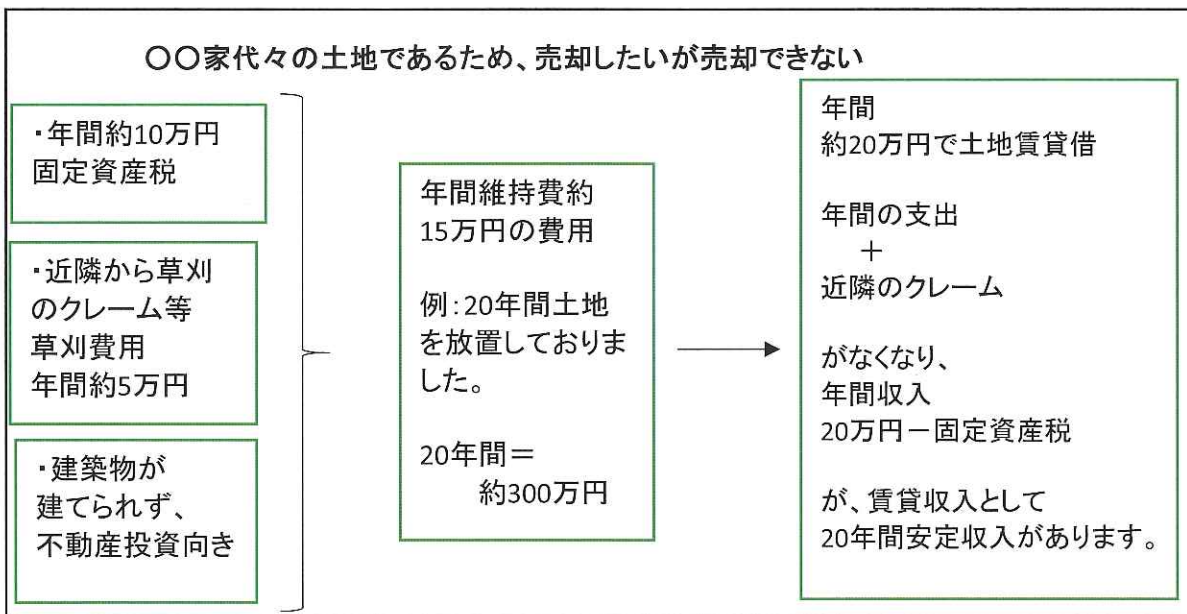 〇〇家代々の土地であるため、売却したいが売却できない
・年間約10万円
固定資産税
・近隣から草刈
のクレーム等
草刈費用
年間約5万円
・建築物が
建てられず、
不動産投資向き
年間維持費約
15万円の費用
例：20年間土地
を放置しておりま
した。
20年間＝
約300万円
年間
約20万円で土地賃貸借
年間の支出
＋
近隣のクレーム
がなくなり、
年間収入
20万円－固定資産税
が、賃貸収入として
20年間安定収入があります。